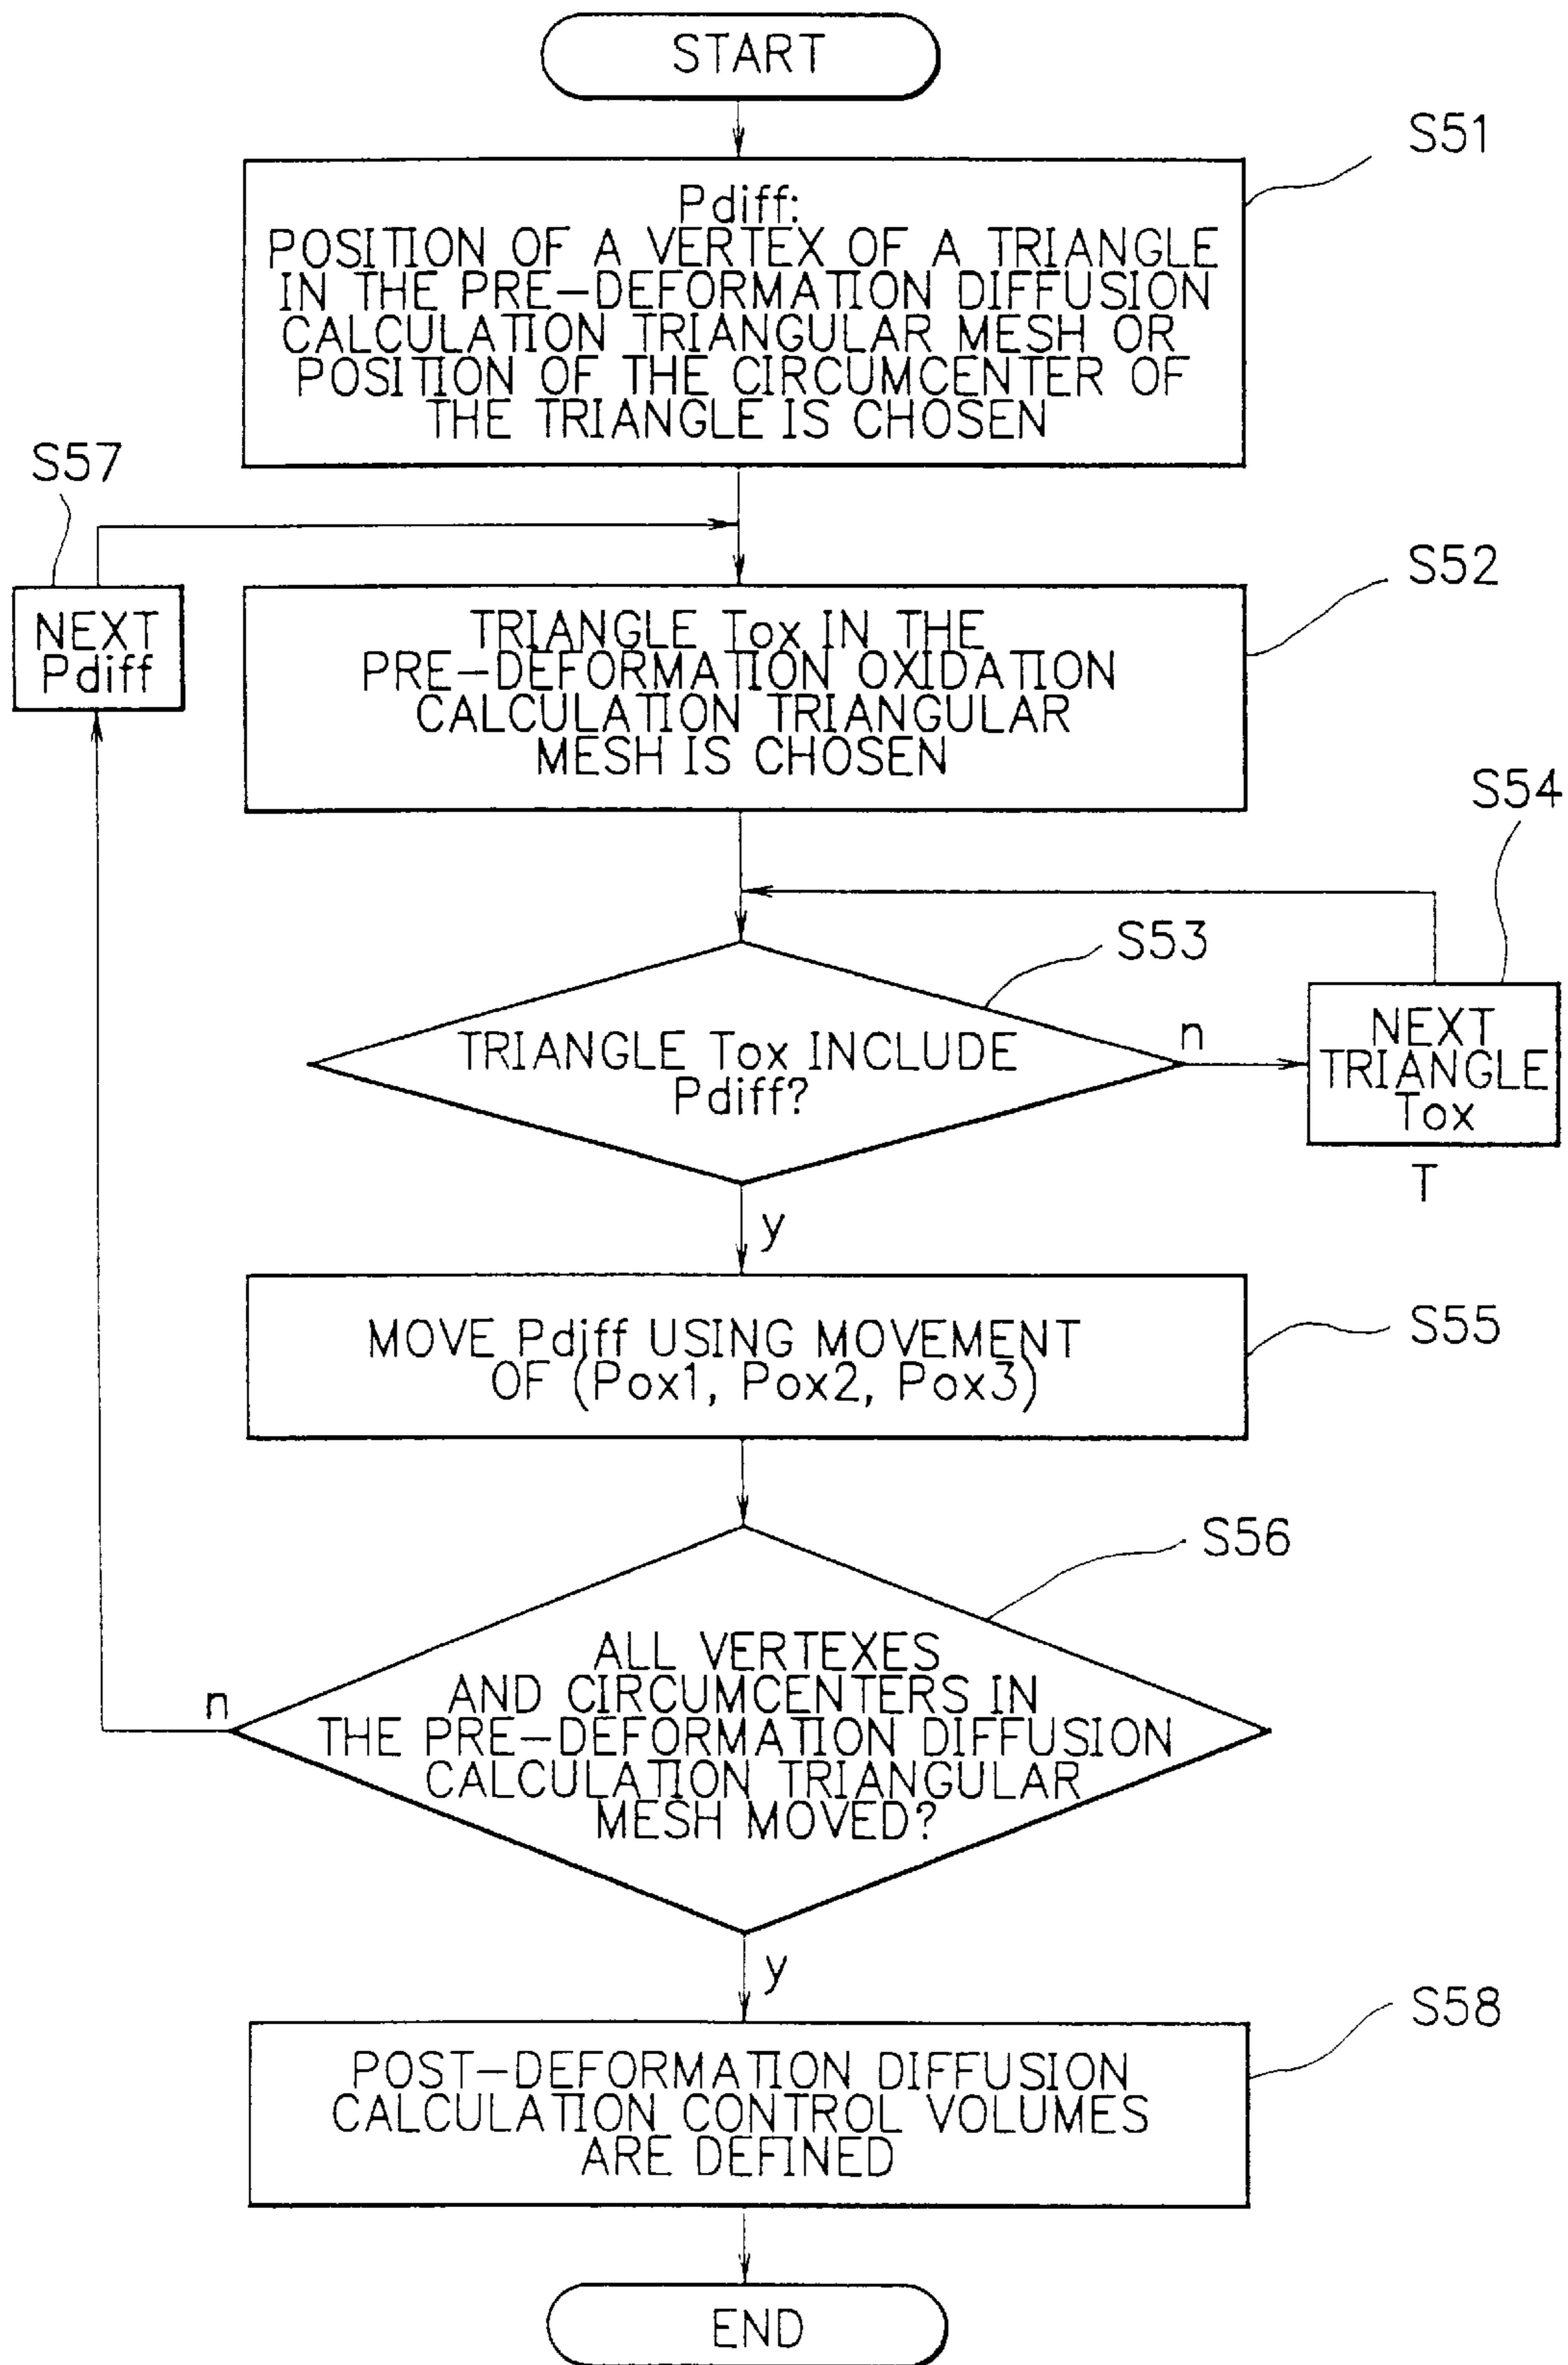 START
S51
Pdiff:
POSITION OF A VERTEX OF A TRIANGLE
IN THE PRE-DEFORMATION DIFFUSION
CALCULATION TRIANGULAR MESH OR
POSITION OF THE CIRCUMCENTER OF
THE TRIANGLE IS CHOSEN
S57
NEXT
Pdiff
S52
TRIANGLE Tox IN THE
PRE-DEFORMATION OXIDATION
CALCULATION TRIANGULAR
MESH IS CHOSEN
S54
S53
TRIANGLE Tox INCLUDE
Pdiff?
n
NEXT
TRIANGLE
Tox
T
y
MOVE Pdiff USING MOVEMENT
OF (Pox1, Pox2, Pox3)
S55
S56
ALL VERTEXES
AND CIRCUMCENTERS IN
THE PRE-DEFORMATION DIFFUSION
CALCULATION TRIANGULAR
MESH MOVED?
n
y
S58
POST-DEFORMATION DIFFUSION
CALCULATION CONTROL VOLUMES
ARE DEFINED
END